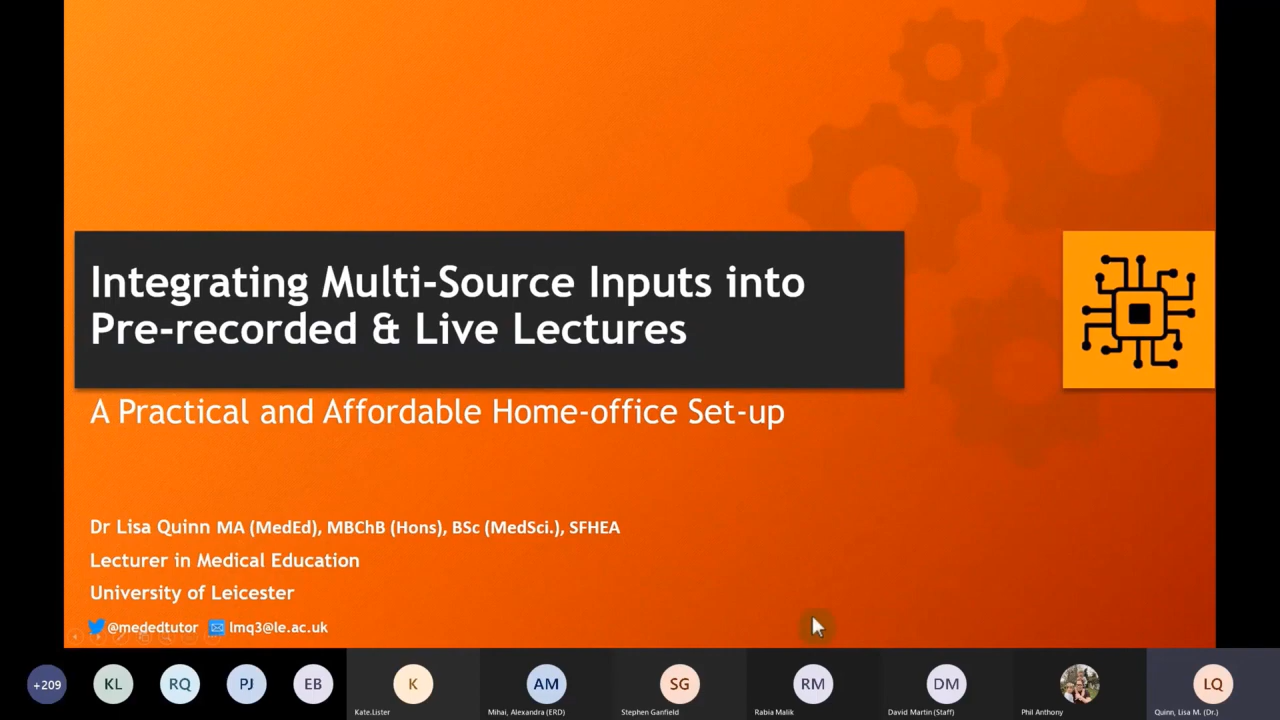 Integrating Multi-Source Inputs into
Pre-recorded & Live Lectures
A Practical and Affordable Home-office Set-up
Dr Lisa Quinn MA (MedEd), MBChB (Hons), BSc (MedSci.), SFHEA
Lecturer in Medical Education
University of Leicester
@mededtutor lmq3@le.ac.uk
+209 KL RQ PJ EB K AM SG RM DM LQ
Kate.Lister Mihai, Alexandra (ERD) Stephen Ganfield Rabia Malik David Martin (Staff) Phil Anthony Quinn, Lisa M. (Dr.)